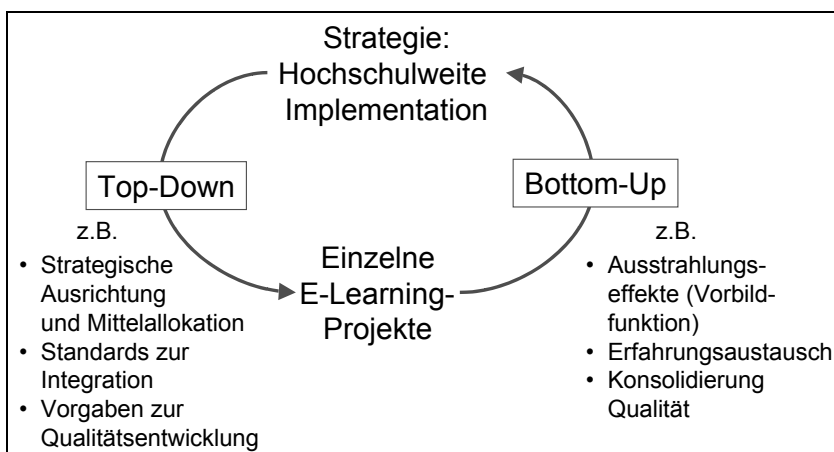 Strategie:
Hochschulweite
Implementation
Top-Down
Bottom-Up
z.B.
• Strategische
Ausrichtung
und Mittelallokation
• Standards zur
Integration
• Vorgaben zur
Qualitätsentwicklung
Einzelne
E-Learning-
Projekte
z.B.
• Ausstrahlungs-
effekte (Vorbild-
funktion)
• Erfahrungsaustausch
• Konsolidierung
Qualität